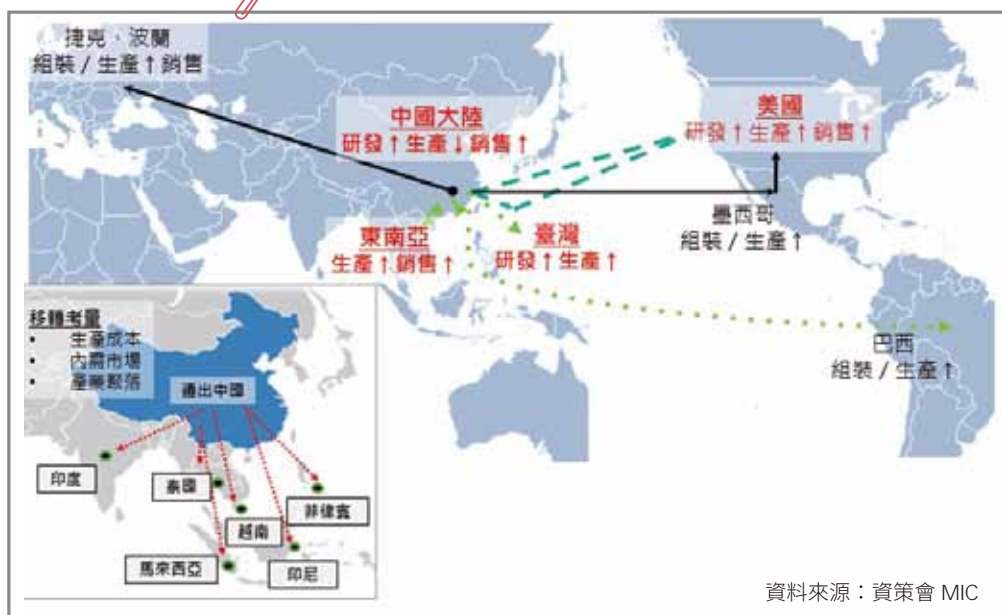 捷克、波蘭
組裝 / 生產↑銷售
中國大陸
研發↑生產↓銷售↑
美國
研發↑生產↑銷售↑
墨西哥
組裝 / 生產↑
東南亞
生產↑銷售↑
臺灣
研發↑生產↑
巴西
組裝 / 生產↑
移轉考量
• 生產成本
• 內需市場
• 產業聚落
移出中國
印度
泰國
越南
菲律賓
馬來西亞
印尼
資料來源：資策會 MIC